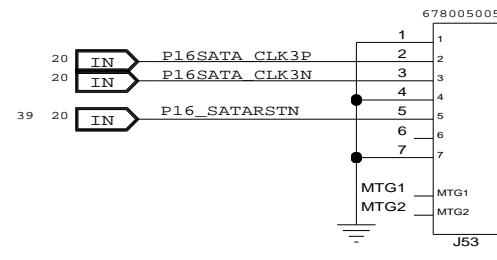 678005005
20 IN P16SATA_CLK3P 2 2
1 1
20 IN P16SATA_CLK3N 3 3
4 4
39 20 IN P16_SATARSTN 5 5
6 6
7 7
MTG1 MTG1
MTG2 MTG2
J53